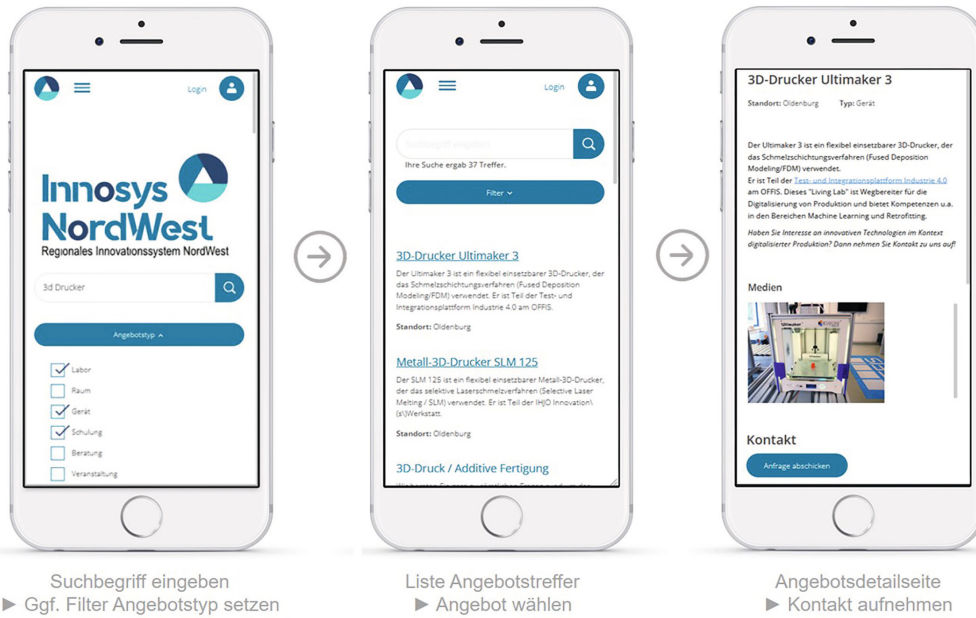 Login
Innosys
NordWest
Regionales Innovationssystem NordWest
3d Drucker
Angebotstyp
Labor
Raum
Gerät
Schulung
Beratung
Veranstaltung
Suchbegriff eingeben
► Ggf. Filter Angebotstyp setzen
Login
Ihre Suche ergab 37 Treffer.
Filter
3D-Drucker Ultimaker 3
Der Ultimaker 3 ist ein flexibel einsetzbarer 3D-Drucker, der
das Schmelzschichtungsverfahren (Fused Deposition
Modeling/FDM) verwendet. Er ist Teil der Test- und
Integrationsplattform Industrie 4.0 am OFFIS.
Standort: Oldenburg
Metall-3D-Drucker SLM 125
Der SLM 125 ist ein flexibel einsetzbarer Metall-3D-Drucker,
der das selektive Laserschmelzverfahren (Selective Laser
Melting / SLM) verwendet. Er ist Teil der IHJO Innovation\
(s\)Werkstatt.
Standort: Oldenburg
3D-Druck / Additive Fertigung
Liste Angebotstreffer
► Angebot wählen
3D-Drucker Ultimaker 3
Standort: Oldenburg Typ: Gerät
Der Ultimaker 3 ist ein flexibel einsetzbarer 3D-Drucker, der
das Schmelzschichtungsverfahren (Fused Deposition
Modeling/FDM) verwendet.
Er ist Teil der Test- und Integrationsplattform Industrie 4.0
am OFFIS. Dieses "Living Lab" ist Wegbereiter für die
Digitalisierung von Produktion und bietet Kompetenzen u.a.
in den Bereichen Machine Learning und Retrofitting.
Haben Sie Interesse an innovativen Technologien im Kontext
digitalisierter Produktion? Dann nehmen Sie Kontakt zu uns auf!
Medien
Ultimaker
Kontakt
Anfrage abschicken
Angebotsdetailseite
► Kontakt aufnehmen